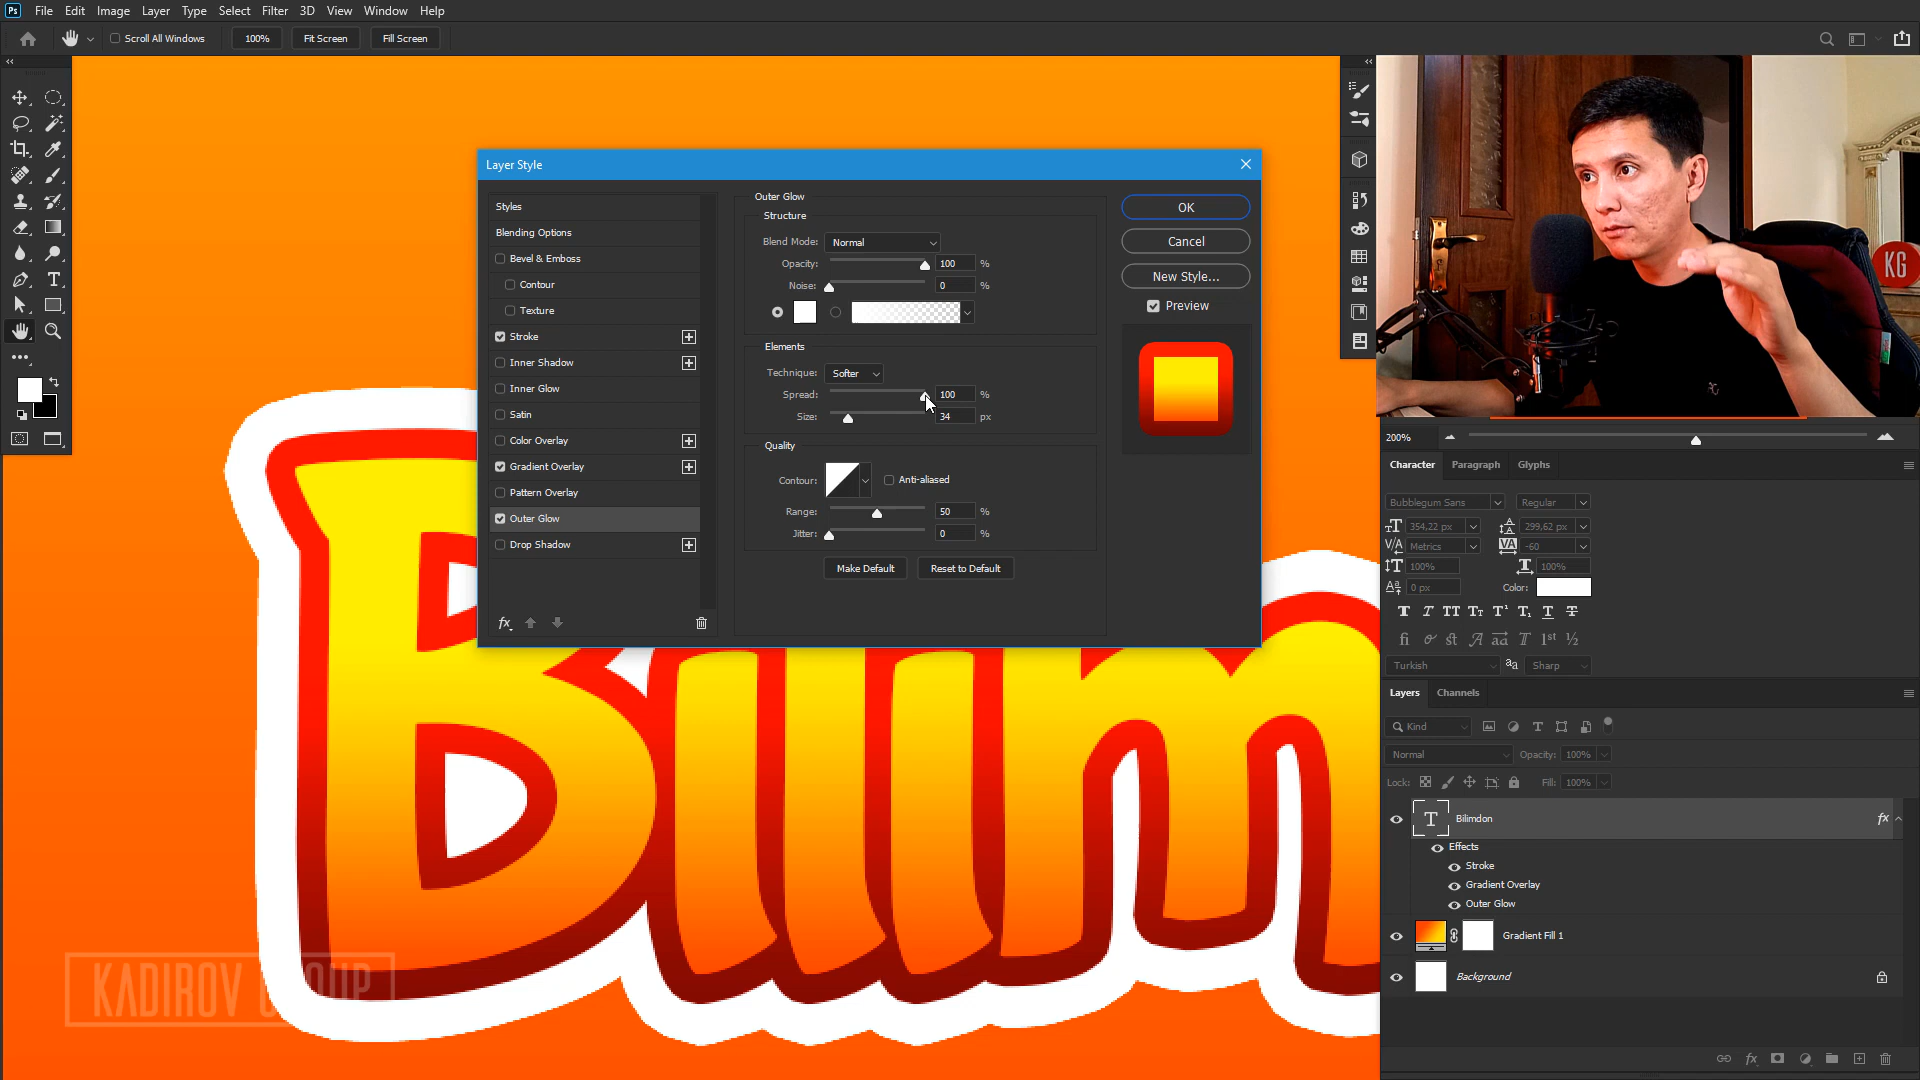 Ps File Edit Image Layer Type Select Filter 3D View Window Help
Scroll All Windows 100% Fit Screen Fill Screen
Layer Style
Styles
Blending Options
Bevel & Emboss
Contour
Texture
Stroke
Inner Shadow
Inner Glow
Satin
Color Overlay
Gradient Overlay
Pattern Overlay
Outer Glow
Drop Shadow
fx
Outer Glow
Structure
Blend Mode: Normal
Opacity: 100 %
Noise: 0 %
Elements
Technique: Softer
Spread: 100 %
Size: 34 px
Quality
Contour: Anti-aliased
Range: 50 %
Jitter: 0 %
Make Default Reset to Default
OK
Cancel
New Style...
Preview
KG
200%
Character Paragraph Glyphs
Bubblegum Sans Regular
354,22 px 299,62 px
Metrics -60
100% 100%
0 px Color:
Turkish aa Sharp
Layers Channels
Kind
Normal Opacity: 100%
Lock: Fill: 100%
T Bilimdon fx
Effects
Stroke
Gradient Overlay
Outer Glow
Gradient Fill 1
Background
fx
Bilim
KADIROV GROUP